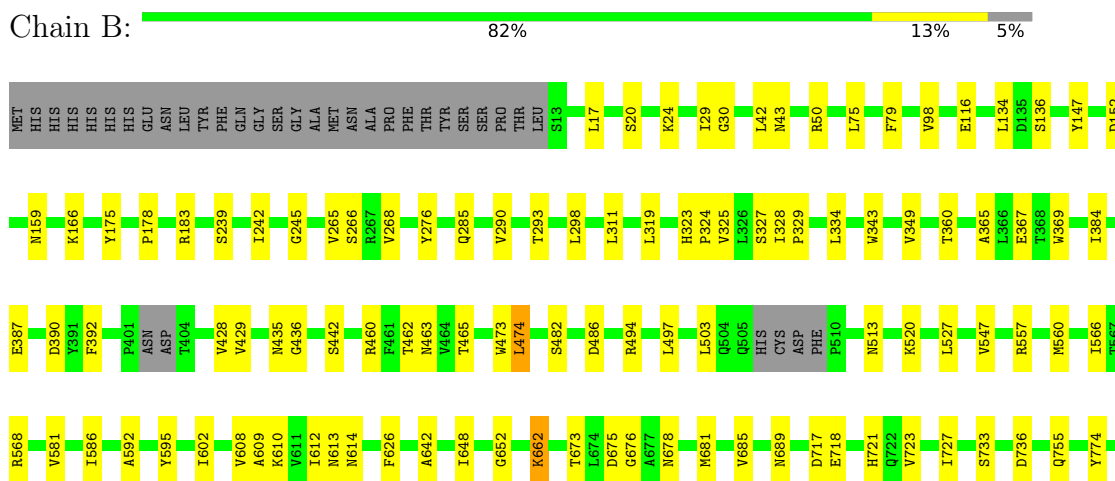 Chain B:
82% 13% 5%
MET HIS HIS HIS HIS HIS HIS GLU ASN LEU TYR PHE GLN GLY SER GLY ALA MET ASN ALA PRO PHE THR TYR SER SER PRO THR LEU S13 L17 S20 K24 I29 G30 L42 N43 R50 L75 F79 V98 E116 L134 D135 S136 Y147 D152
N159 K166 Y175 P178 R183 S239 I242 G245 V265 S266 R267 V268 Y276 Q285 V290 T293 L298 L311 L319 H323 P324 V325 L326 S327 I328 P329 L334 W343 V349 T360 A365 L366 E367 T368 W369 I384
E387 D390 Y391 F392 P401 ASN ASP T404 V428 V429 N435 G436 S442 R460 F461 T462 N463 V464 T465 W473 L474 S482 D486 R494 L497 L503 Q504 Q505 HIS CYS ASP PHE P510 N513 K520 L527 V547 R557 M560 I566 T567
R568 V581 I586 A592 Y595 I602 V608 A609 K610 V611 I612 N613 N614 F626 A642 I648 G652 K662 T673 L674 D675 G676 A677 N678 M681 V685 N689 D717 E718 H721 Q722 V723 I727 S733 D736 Q755 Y774